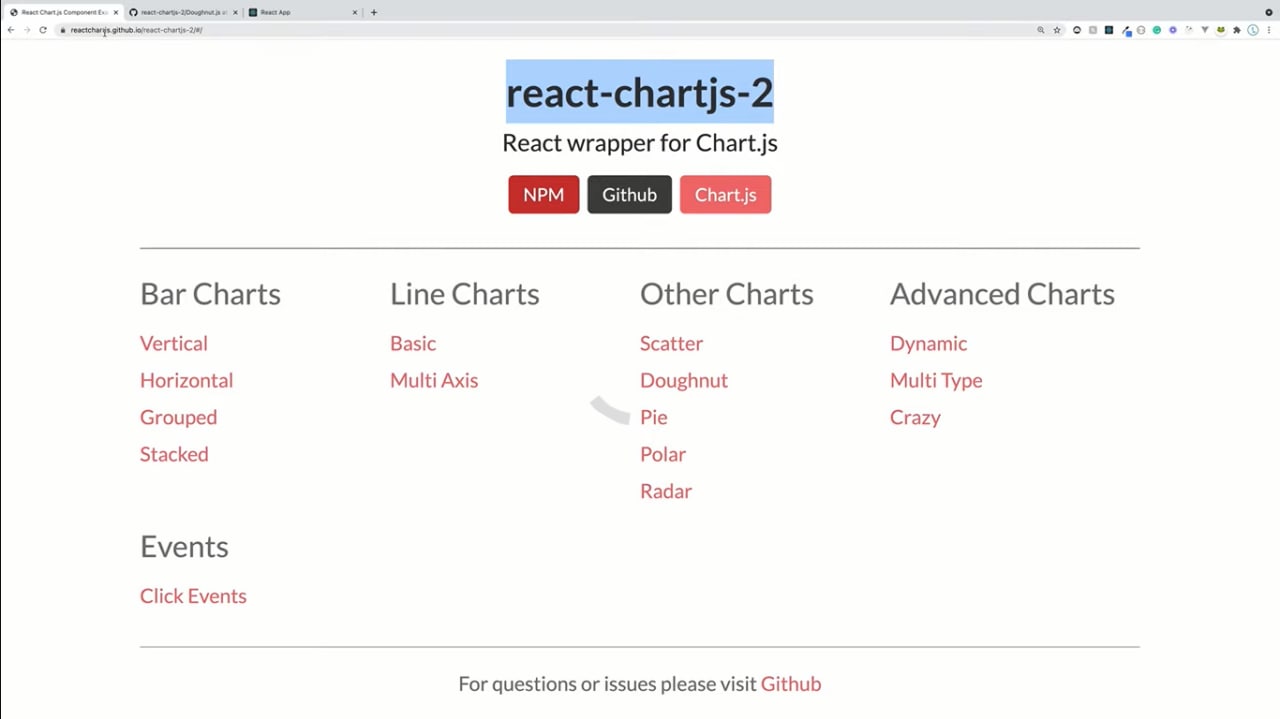 React Chart.js Component Exa
react-chartjs-2/Doughnut.js at
React App
reactchartjs.github.io/react-chartjs-2/#/
react-chartjs-2
React wrapper for Chart.js
NPM Github Chart.js
Bar Charts
Vertical
Horizontal
Grouped
Stacked
Line Charts
Basic
Multi Axis
Other Charts
Scatter
Doughnut
Pie
Polar
Radar
Advanced Charts
Dynamic
Multi Type
Crazy
Events
Click Events
For questions or issues please visit Github